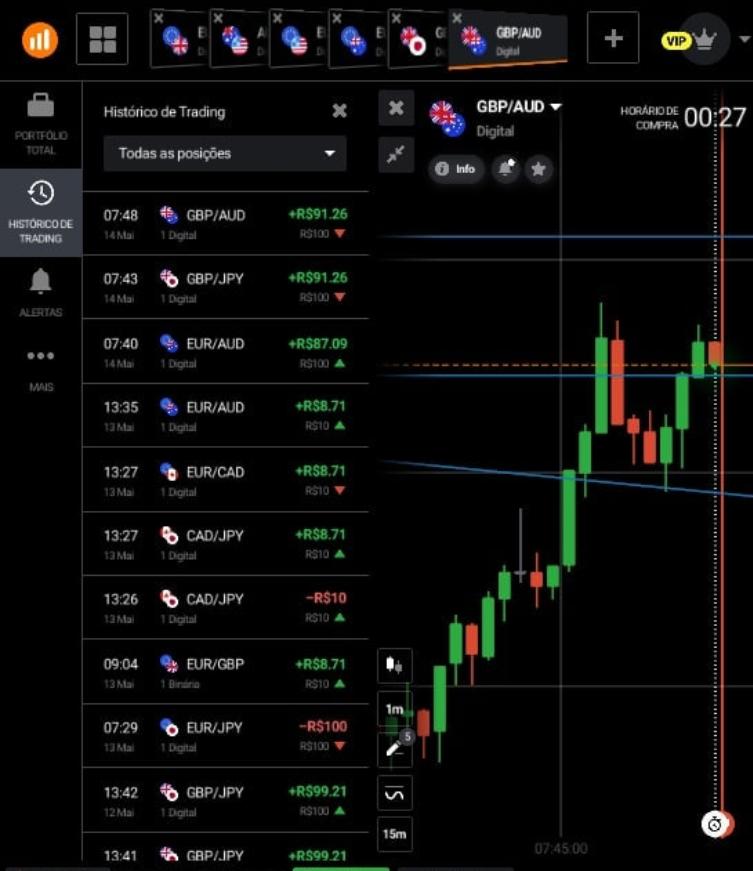 GBP/AUD
Digital
VIP
PORTFÓLIO
TOTAL
HISTÓRICO DE
TRADING
ALERTAS
MAIS
Histórico de Trading
Todas as posições
07:48 GBP/AUD +R$91.26
14 Mai 1 Digital R$100
07:43 GBP/JPY +R$91.26
14 Mai 1 Digital R$100
07:40 EUR/AUD +R$87.09
14 Mai 1 Digital R$100
13:35 EUR/AUD +R$8.71
13 Mai 1 Digital R$10
13:27 EUR/CAD +R$8.71
13 Mai 1 Digital R$10
13:27 CAD/JPY +R$8.71
13 Mai 1 Digital R$10
13:26 CAD/JPY −R$10
13 Mai 1 Digital R$10
09:04 EUR/GBP +R$8.71
13 Mai 1 Binária R$10
07:29 EUR/JPY −R$100
13 Mai 1 Digital R$100
13:42 GBP/JPY +R$99.21
12 Mai 1 Digital R$100
13:41 GBP/JPY +R$99.21
GBP/AUD
Digital
Info
HORÁRIO DE
COMPRA 00:27
1m
5
15m
07:45:00